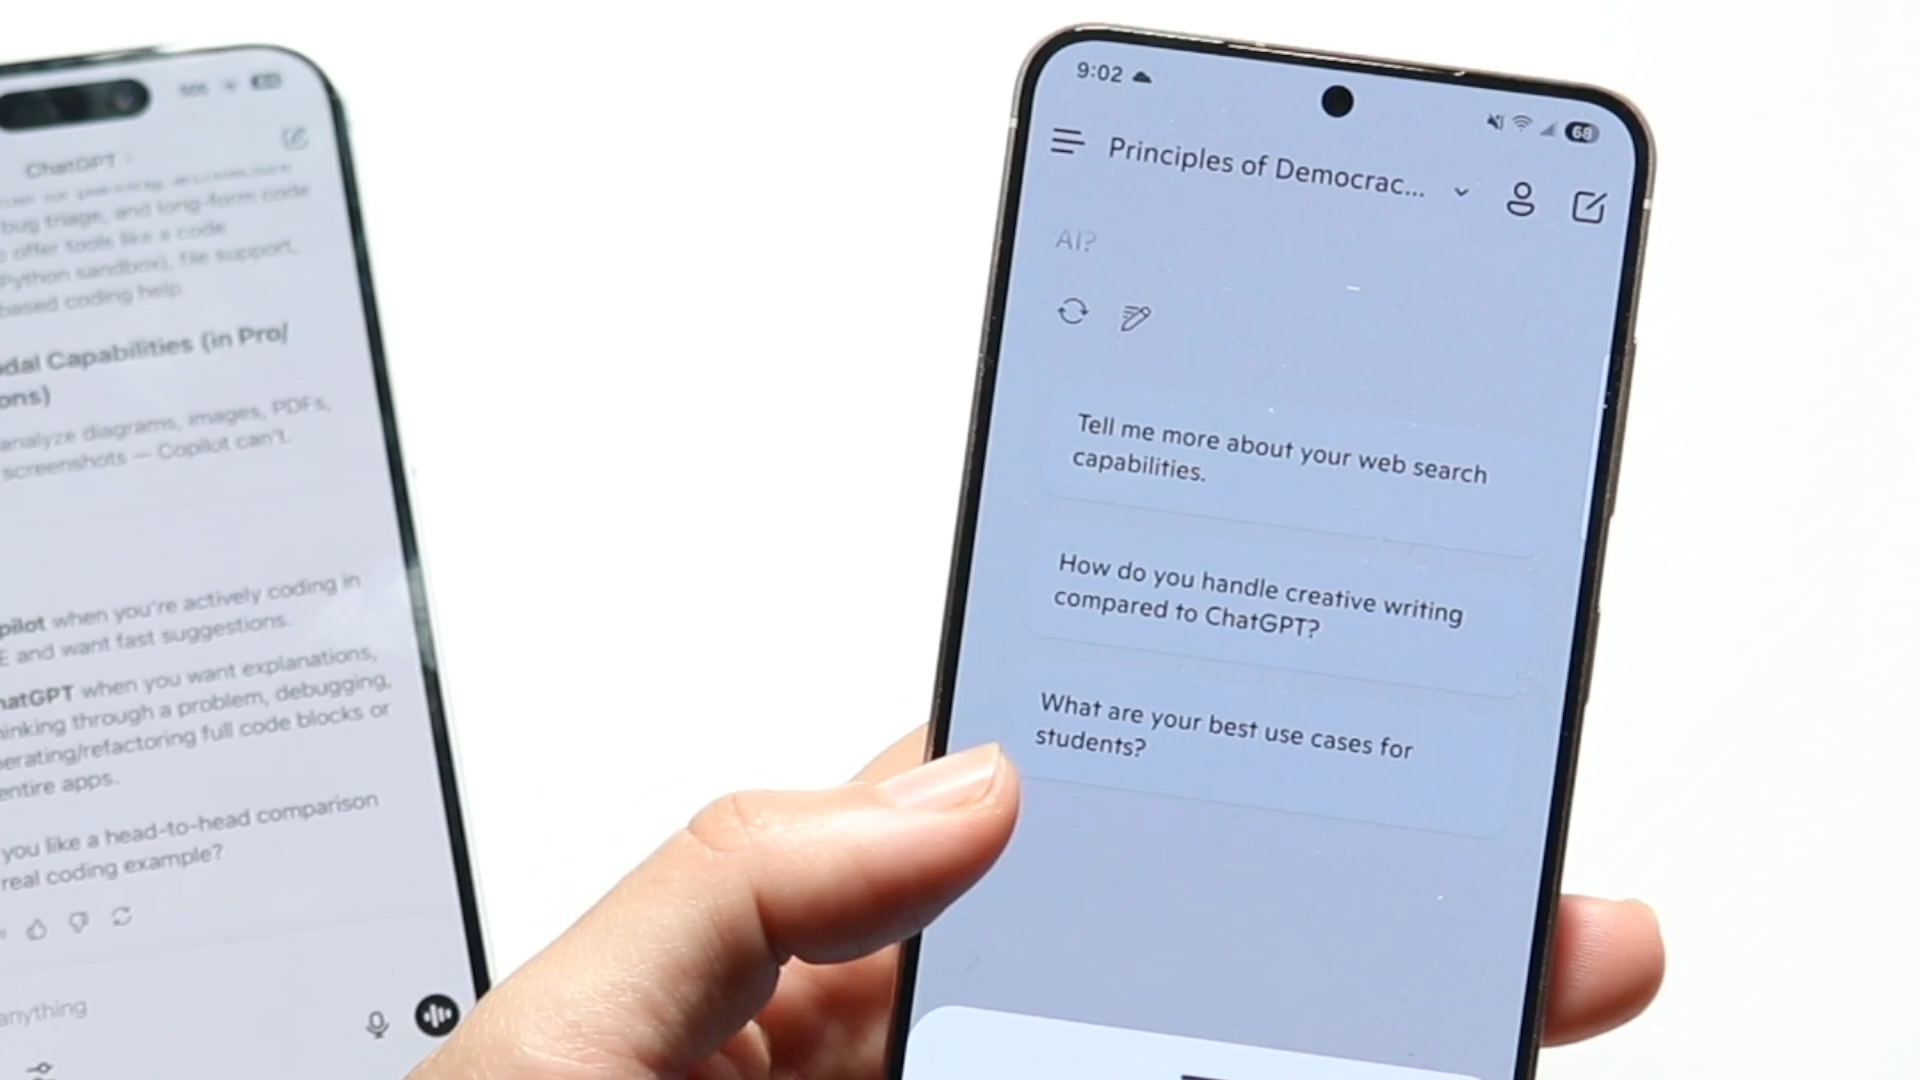 ChatGPT
bug triage, and long-form code
offer tools like a code
Python sandbox), file support,
based coding help
dal Capabilities (in Pro/
ons)
analyze diagrams, images, PDFs,
screenshots — Copilot can't.
pilot when you're actively coding in
E and want fast suggestions.
hatGPT when you want explanations,
inking through a problem, debugging,
erating/refactoring full code blocks or
entire apps.
you like a head-to-head comparison
real coding example?
anything
9:02
68
Principles of Democrac...
AI?
Tell me more about your web search
capabilities.
How do you handle creative writing
compared to ChatGPT?
What are your best use cases for
students?